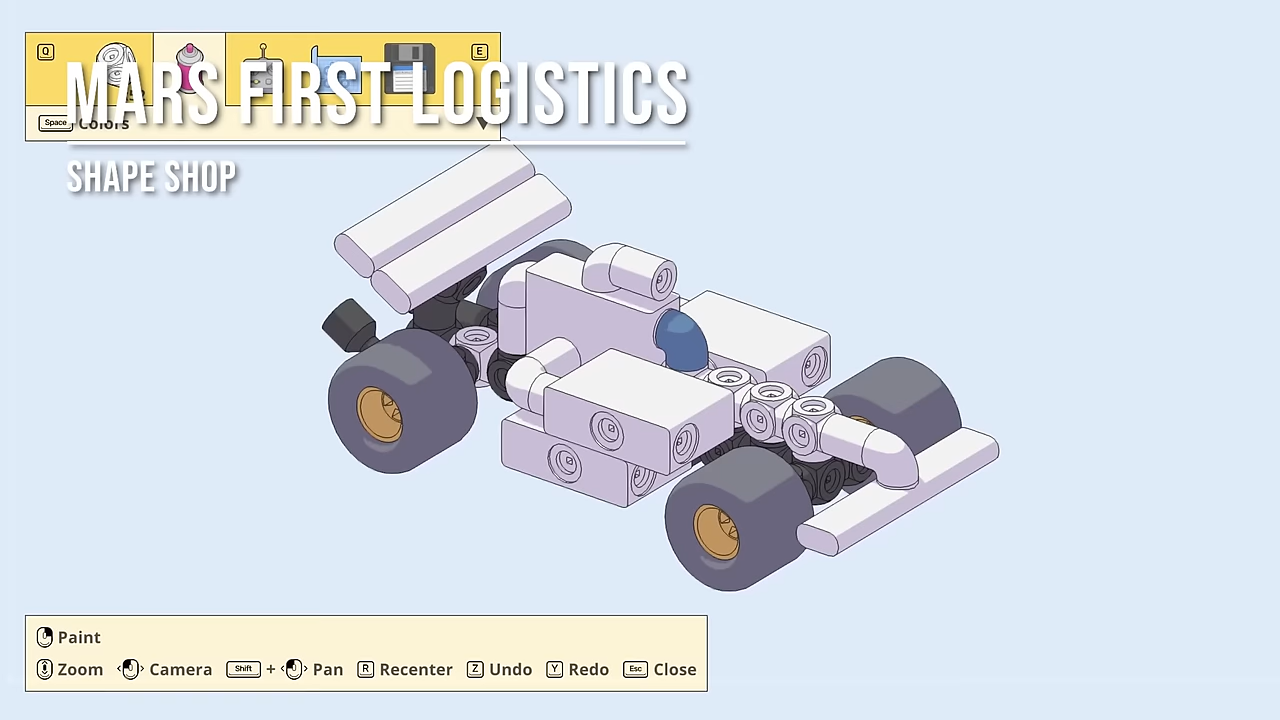 Q
E
MARS FIRST LOGISTICS
Space Colors
SHAPE SHOP
Paint
Zoom Camera Shift + Pan R Recenter Z Undo Y Redo Esc Close